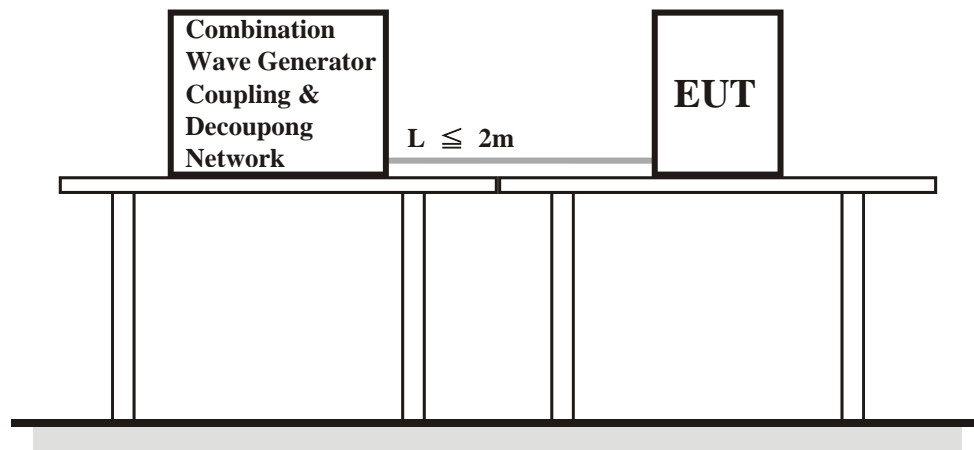 Combination
Wave Generator
Coupling &
Decoupong
Network
L ≦ 2m
EUT